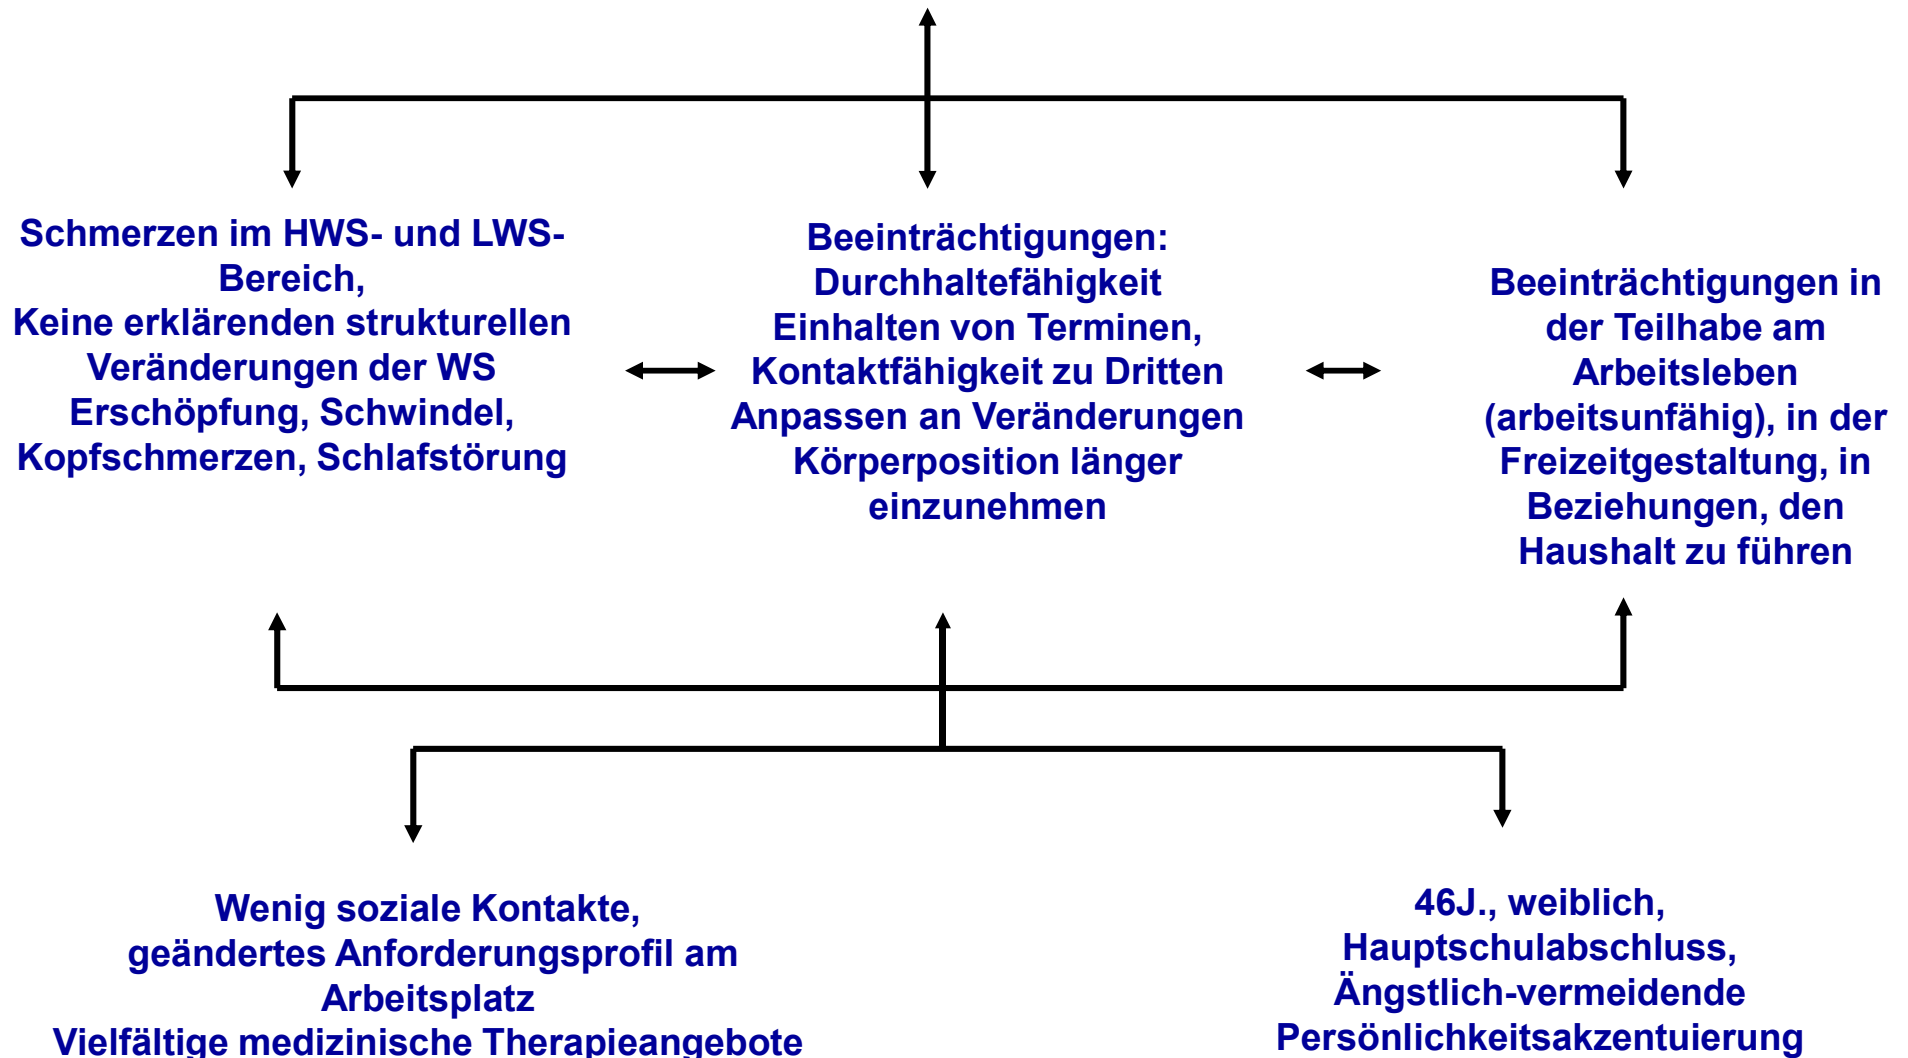 Schmerzen im HWS- und LWS-
Bereich,
Keine erklärenden strukturellen
Veränderungen der WS
Erschöpfung, Schwindel,
Kopfschmerzen, Schlafstörung
Beeinträchtigungen:
Durchhaltefähigkeit
Einhalten von Terminen,
Kontaktfähigkeit zu Dritten
Anpassen an Veränderungen
Körperposition länger
einzunehmen
Beeinträchtigungen in
der Teilhabe am
Arbeitsleben
(arbeitsunfähig), in der
Freizeitgestaltung, in
Beziehungen, den
Haushalt zu führen
Wenig soziale Kontakte,
geändertes Anforderungsprofil am
Arbeitsplatz
Vielfältige medizinische Therapieangebote
46J., weiblich,
Hauptschulabschluss,
Ängstlich-vermeidende
Persönlichkeitsakzentuierung